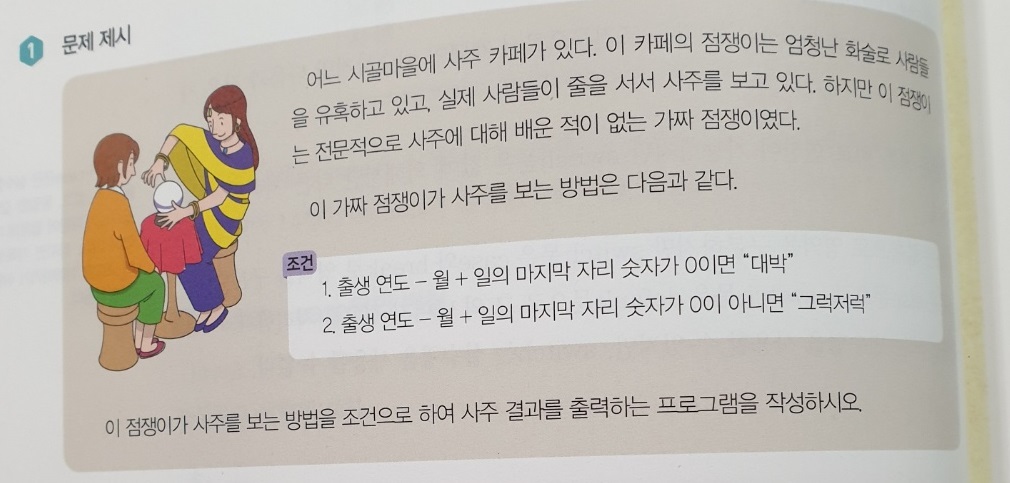 1 문제 제시
어느 시골마을에 사주 카페가 있다. 이 카페의 점쟁이는 엄청난 화술로 사람들
을 유혹하고 있고, 실제 사람들이 줄을 서서 사주를 보고 있다. 하지만 이 점쟁이
는 전문적으로 사주에 대해 배운 적이 없는 가짜 점쟁이였다.
이 가짜 점쟁이가 사주를 보는 방법은 다음과 같다.
조건
1. 출생 연도 – 월 + 일의 마지막 자리 숫자가 0이면 “대박”
2. 출생 연도 – 월 + 일의 마지막 자리 숫자가 0이 아니면 “그럭저럭”
이 점쟁이가 사주를 보는 방법을 조건으로 하여 사주 결과를 출력하는 프로그램을 작성하시오.